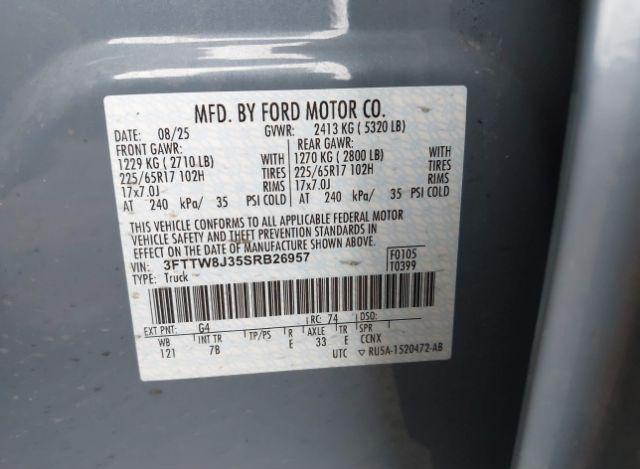 MFD. BY FORD MOTOR CO.
DATE: 08/25 GVWR: 2413 KG ( 5320 LB)
FRONT GAWR: REAR GAWR:
1229 KG ( 2710 LB) WITH 1270 KG ( 2800 LB) WITH
225/65R17 102H TIRES 225/65R17 102H TIRES
17x7.0J RIMS 17x7.0J RIMS
AT 240 kPa/ 35 PSI COLD AT 240 kPa/ 35 PSI COLD
THIS VEHICLE CONFORMS TO ALL APPLICABLE FEDERAL MOTOR
VEHICLE SAFETY AND THEFT PREVENTION STANDARDS IN
EFFECT ON THE DATE OF MANUFACTURE SHOWN ABOVE.
VIN: 3FTTW8J35SRB26957 F0105
TYPE: Truck T0399
EXT PNT: G4 RC: 74 DSO:
WB INT TR TP/PS R AXLE TR SPR
121 7B E 33 E CCNX
UTC ▽ RU5A-1520472-AB